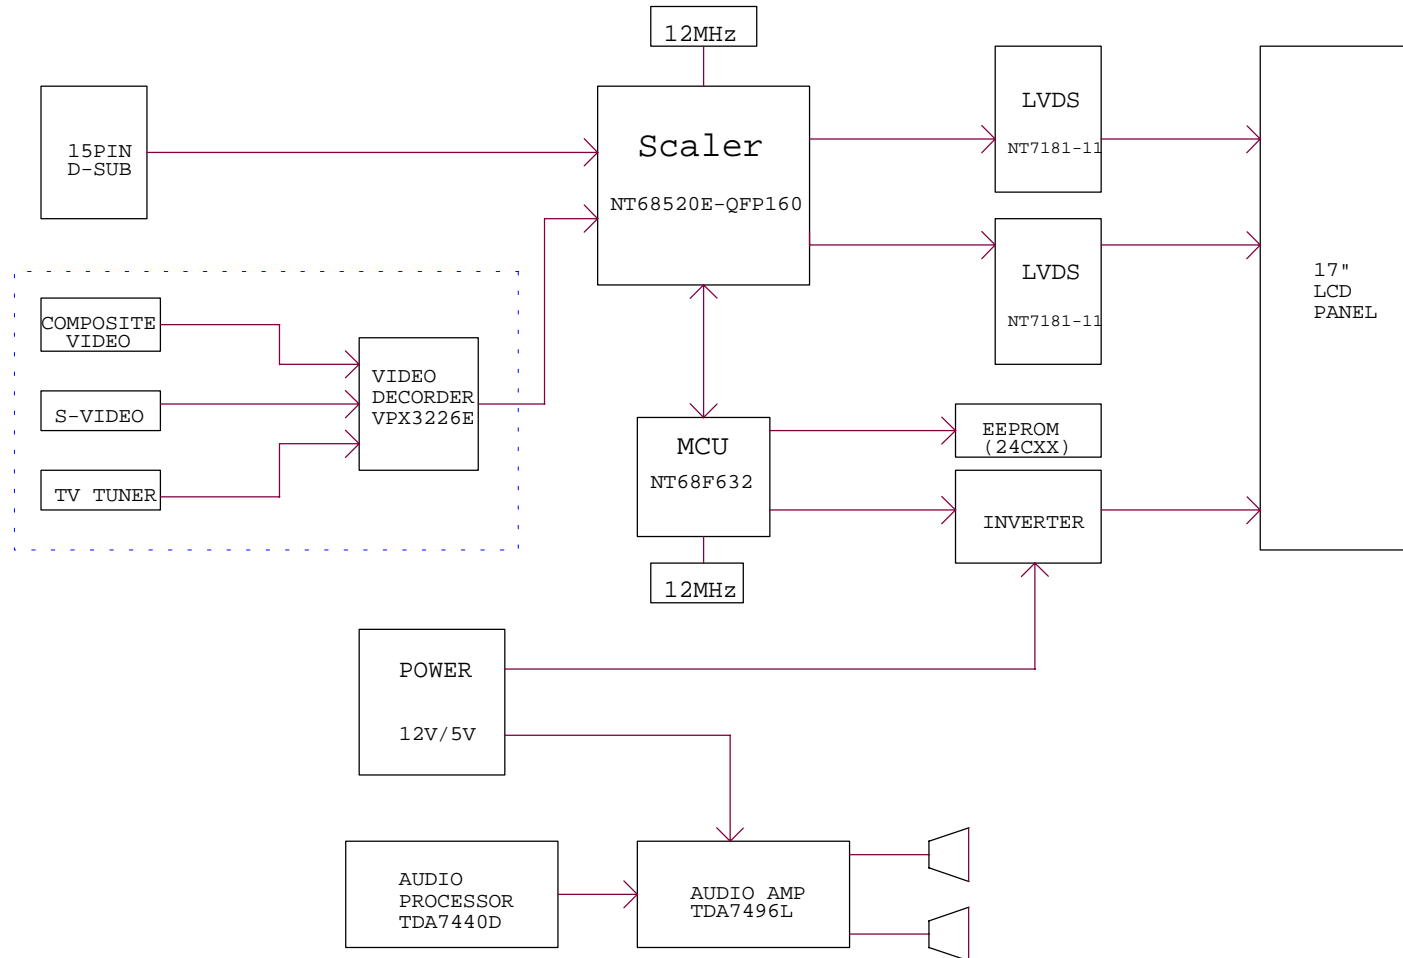 12MHz
15PIN
D-SUB
Scaler
NT68520E-QFP160
LVDS
NT7181-11
LVDS
NT7181-11
17"
LCD
PANEL
COMPOSITE
VIDEO
S-VIDEO
TV TUNER
VIDEO
DECORDER
VPX3226E
MCU
NT68F632
12MHz
EEPROM
(24CXX)
INVERTER
POWER
12V/5V
AUDIO
PROCESSOR
TDA7440D
AUDIO AMP
TDA7496L